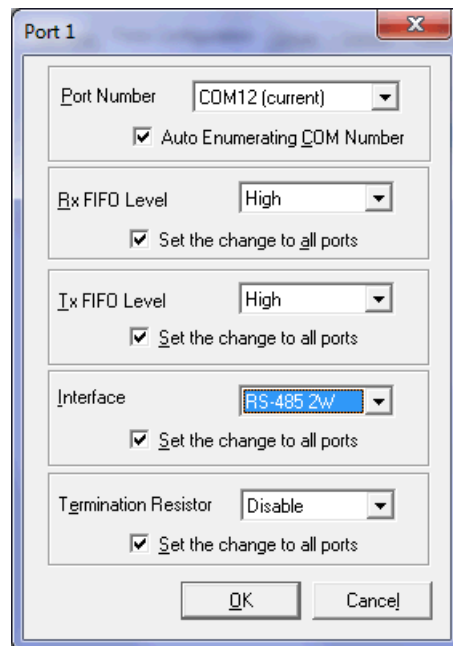 Port 1
Port Number COM12 (current)
Auto Enumerating COM Number
Rx FIFO Level High
Set the change to all ports
Tx FIFO Level High
Set the change to all ports
Interface RS-485 2W
Set the change to all ports
Termination Resistor Disable
Set the change to all ports
OK Cancel